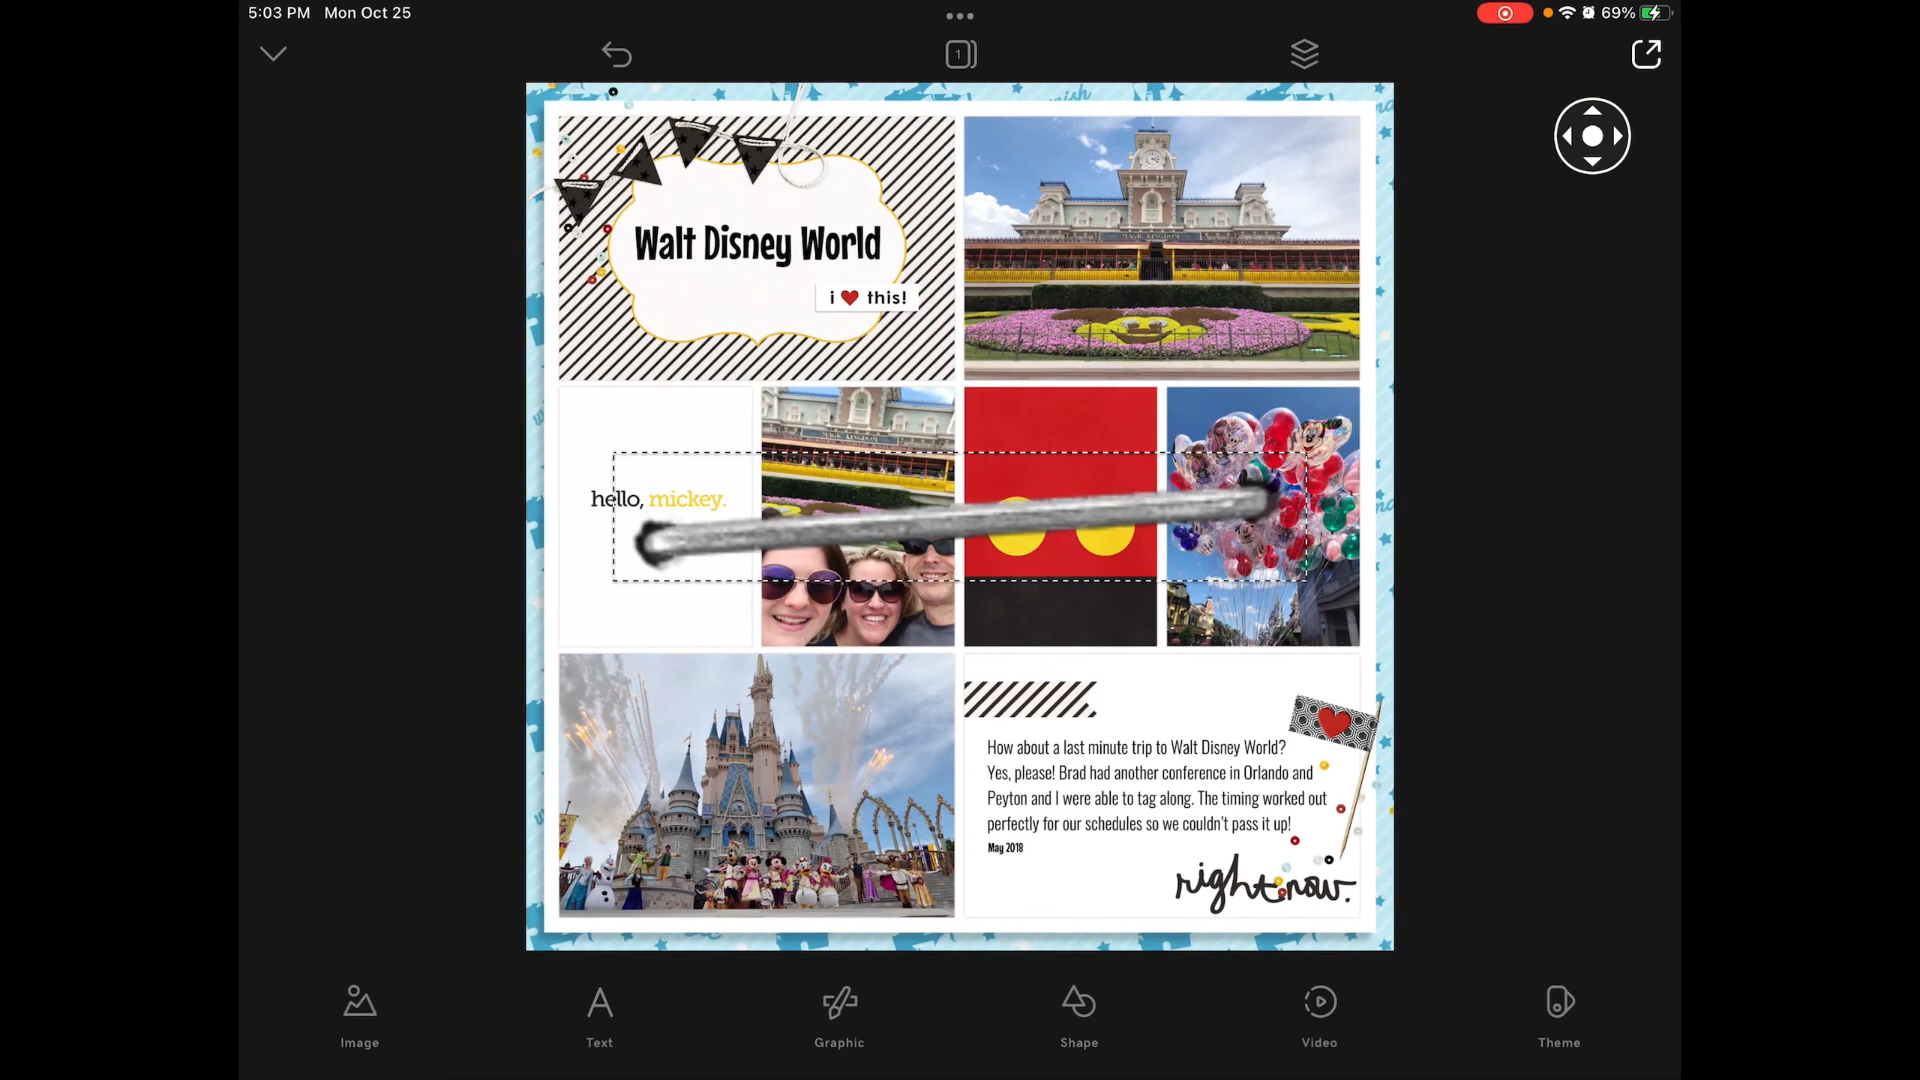 5:03 PM Mon Oct 25
69%
1
Walt Disney World
i this!
MAGIC KINGDOM
hello, mickey.
How about a last minute trip to Walt Disney World?
Yes, please! Brad had another conference in Orlando and
Peyton and I were able to tag along. The timing worked out
perfectly for our schedules so we couldn't pass it up!
May 2018
right now.
Image
Text
Graphic
Shape
Video
Theme